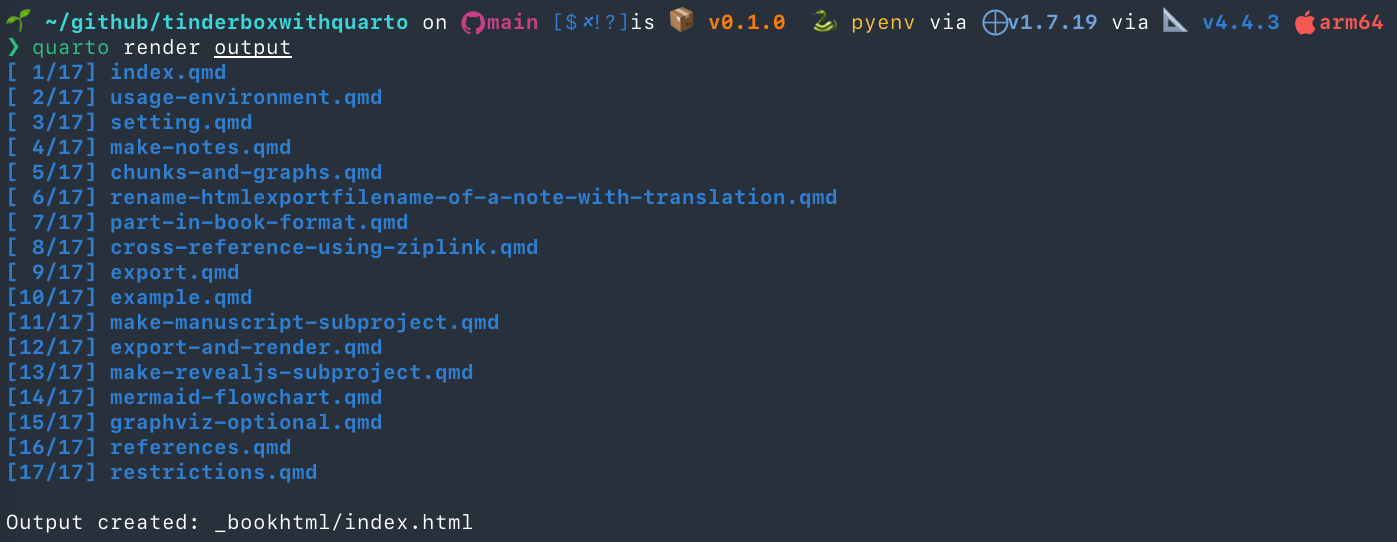 ~/github/tinderboxwithquarto on main [$✘!?]is v0.1.0 pyenv via v1.7.19 via v4.4.3 arm64
❯ quarto render output
[ 1/17] index.qmd
[ 2/17] usage-environment.qmd
[ 3/17] setting.qmd
[ 4/17] make-notes.qmd
[ 5/17] chunks-and-graphs.qmd
[ 6/17] rename-htmlexportfilename-of-a-note-with-translation.qmd
[ 7/17] part-in-book-format.qmd
[ 8/17] cross-reference-using-ziplink.qmd
[ 9/17] export.qmd
[10/17] example.qmd
[11/17] make-manuscript-subproject.qmd
[12/17] export-and-render.qmd
[13/17] make-revealjs-subproject.qmd
[14/17] mermaid-flowchart.qmd
[15/17] graphviz-optional.qmd
[16/17] references.qmd
[17/17] restrictions.qmd
Output created: _bookhtml/index.html